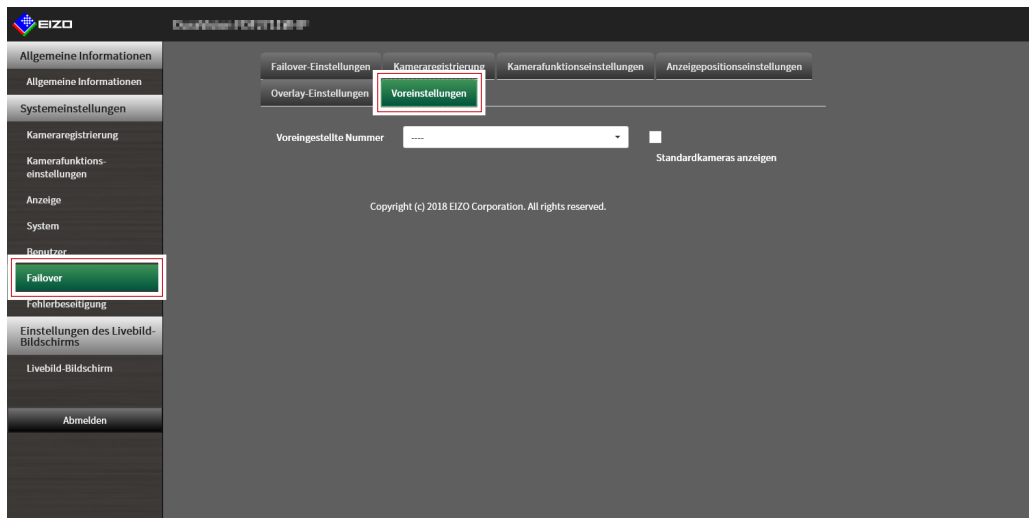 EIZO
Allgemeine Informationen
Allgemeine Informationen
Systemeinstellungen
Kameraregistrierung
Kamerafunktions-
einstellungen
Anzeige
System
Benutzer
Failover
Fehlerbeseitigung
Einstellungen des Livebild-
Bildschirms
Livebild-Bildschirm
Abmelden
Failover-Einstellungen Kameraregistrierung Kamerafunktionseinstellungen Anzeigepositionseinstellungen
Overlay-Einstellungen Voreinstellungen
Voreingestellte Nummer ----
Standardkameras anzeigen
Copyright (c) 2018 EIZO Corporation. All rights reserved.